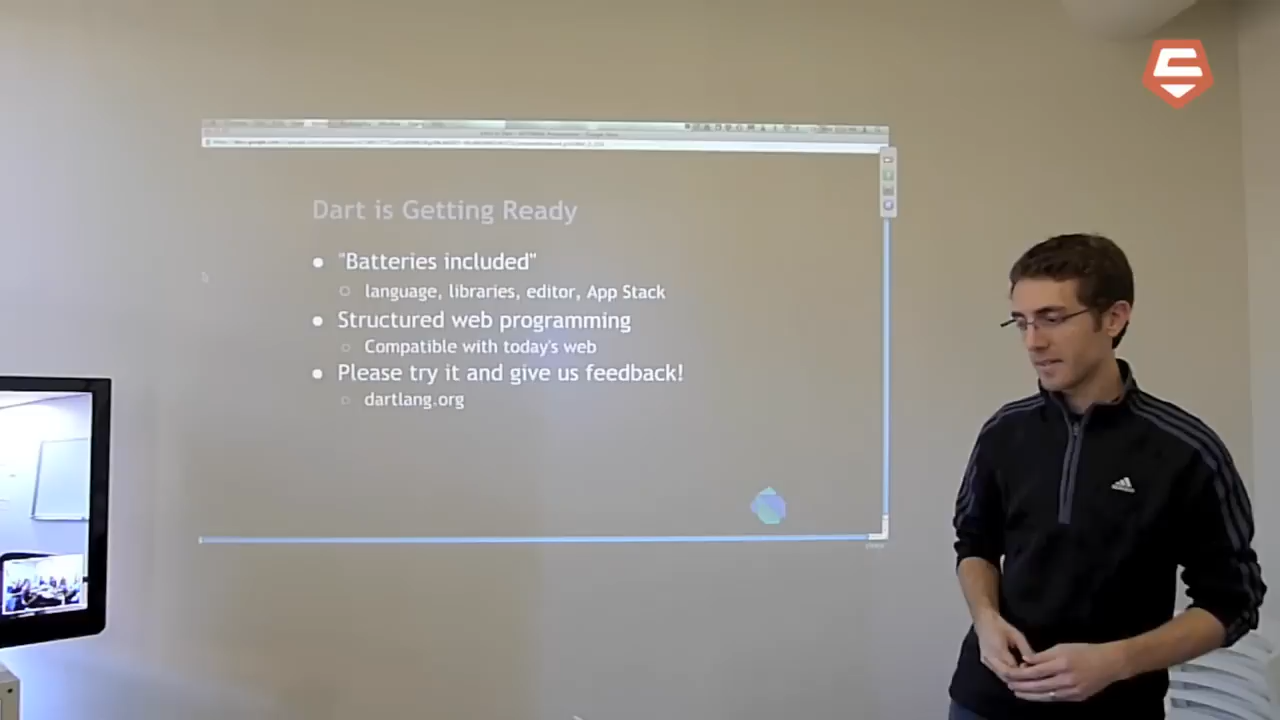 Dart is Getting Ready
● "Batteries included"
○ language, libraries, editor, App Stack
● Structured web programming
○ Compatible with today's web
● Please try it and give us feedback!
○ dartlang.org
adidas